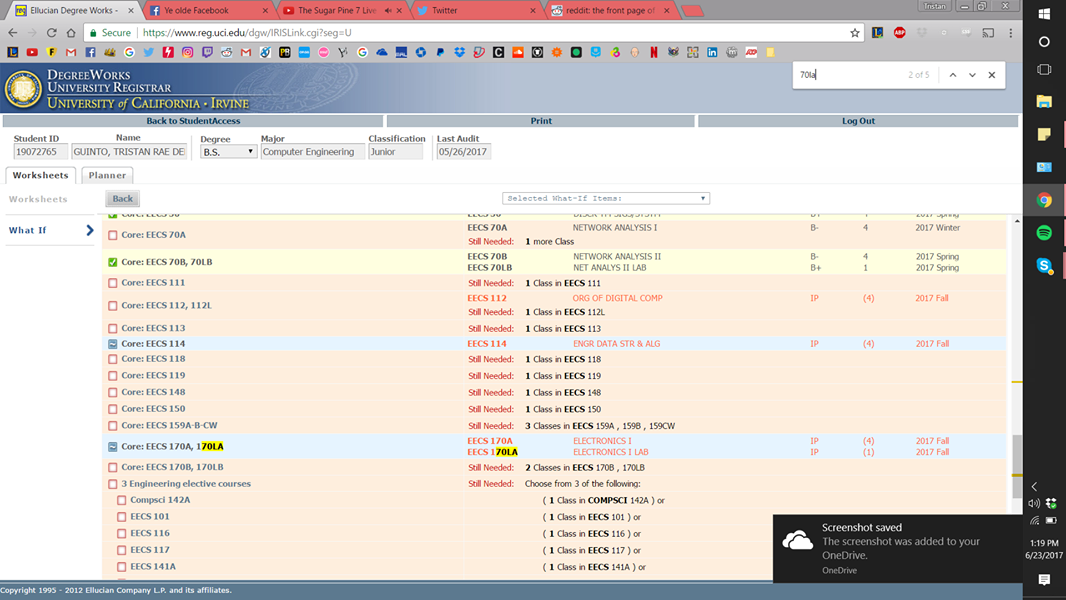 Ellucian Degree Works -
Ye olde Facebook
The Sugar Pine 7 Live
Twitter
reddit: the front page of
Tristan
Secure
https://www.reg.uci.edu/dgw/IRISLink.cgi?seg=U
70la
2 of 5
DEGREEWORKS
UNIVERSITY REGISTRAR
UNIVERSITY OF CALIFORNIA · IRVINE
Back to StudentAccess Print Log Out
Student ID Name Degree Major Classification Last Audit
19072765 GUINTO, TRISTAN RAE DE B.S. Computer Engineering Junior 05/26/2017
Worksheets Planner
Worksheets Back Selected What-If Items:
What If
EECS 70A NETWORK ANALYSIS I B- 4 2017 Winter
Core: EECS 70A
Still Needed: 1 more Class
EECS 70B NETWORK ANALYSIS II B- 4 2017 Spring
Core: EECS 70B, 70LB
EECS 70LB NET ANALYS II LAB B+ 1 2017 Spring
Core: EECS 111 Still Needed: 1 Class in EECS 111
EECS 112 ORG OF DIGITAL COMP IP (4) 2017 Fall
Core: EECS 112, 112L
Still Needed: 1 Class in EECS 112L
Core: EECS 113 Still Needed: 1 Class in EECS 113
Core: EECS 114 EECS 114 ENGR DATA STR & ALG IP (4) 2017 Fall
Core: EECS 118 Still Needed: 1 Class in EECS 118
Core: EECS 119 Still Needed: 1 Class in EECS 119
Core: EECS 148 Still Needed: 1 Class in EECS 148
Core: EECS 150 Still Needed: 1 Class in EECS 150
Core: EECS 159A-B-CW Still Needed: 3 Classes in EECS 159A , 159B , 159CW
EECS 170A ELECTRONICS I IP (4) 2017 Fall
Core: EECS 170A, 170LA
EECS 170LA ELECTRONICS I LAB IP (1) 2017 Fall
Core: EECS 170B, 170LB Still Needed: 2 Classes in EECS 170B , 170LB
3 Engineering elective courses Still Needed: Choose from 3 of the following:
Compsci 142A ( 1 Class in COMPSCI 142A ) or
EECS 101 ( 1 Class in EECS 101 ) or
EECS 116 ( 1 Class in EECS 116 ) or
EECS 117 ( 1 Class in EECS 117 ) or
EECS 141A ( 1 Class in EECS 141A ) or
Screenshot saved
The screenshot was added to your
OneDrive.
OneDrive
1:19 PM
6/23/2017
Copyright 1995 - 2012 Ellucian Company L.P. and its affiliates.